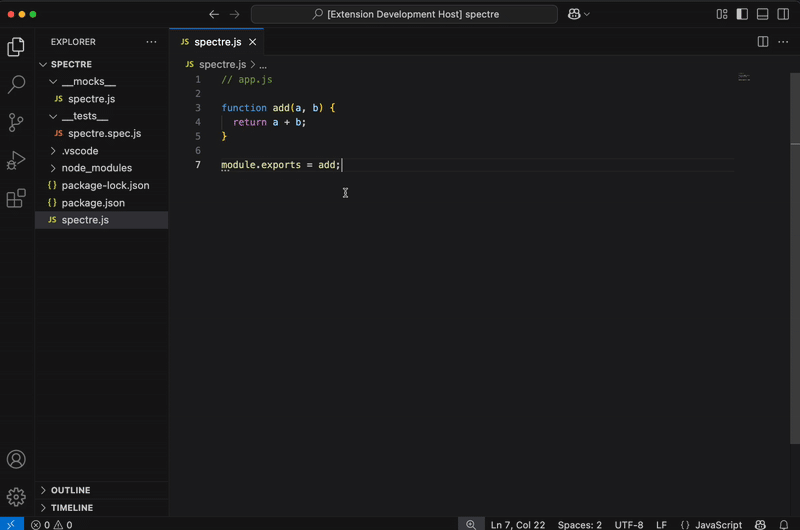 [Extension Development Host] spectre
EXPLORER
SPECTRE
__mocks__
JS spectre.js
__tests__
JS spectre.spec.js
.vscode
node_modules
{} package-lock.json
{} package.json
JS spectre.js
OUTLINE
TIMELINE
JS spectre.js
JS spectre.js > ...
1 // app.js
2
3 function add(a, b) {
4 return a + b;
5 }
6
7 module.exports = add;
0 0
Ln 7, Col 22 Spaces: 2 UTF-8 LF {} JavaScript